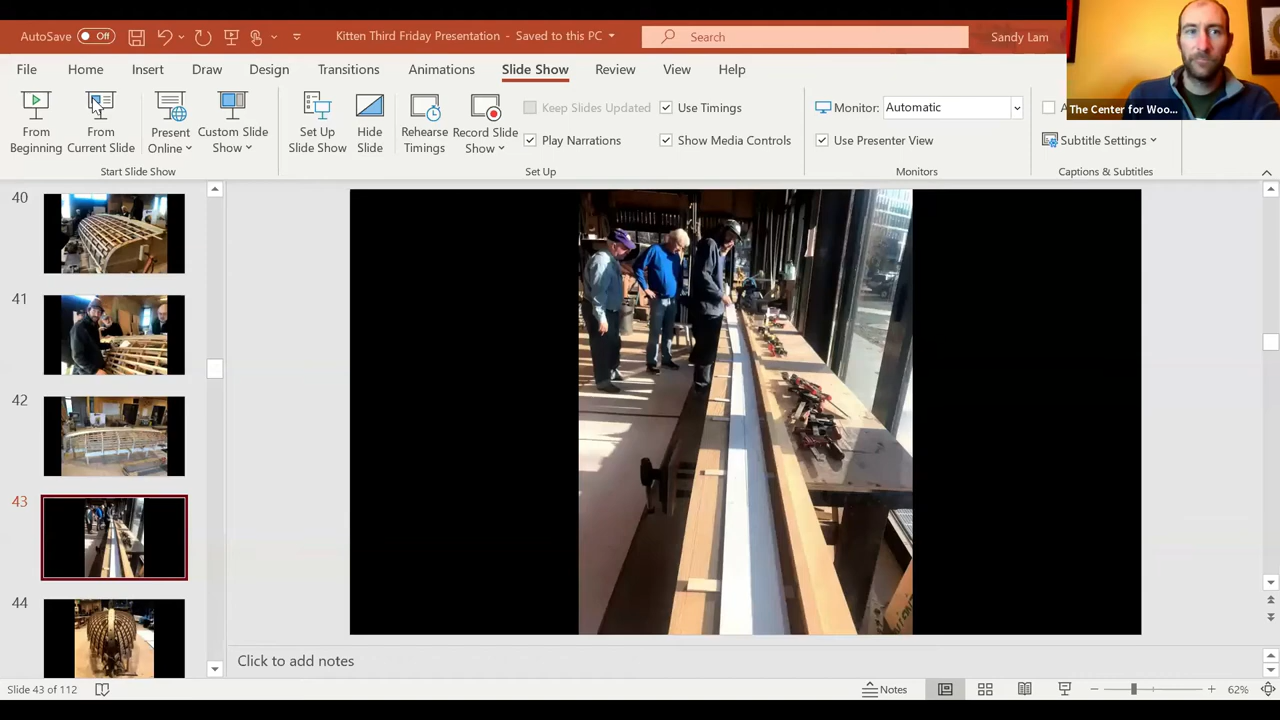 AutoSave Off
Kitten Third Friday Presentation - Saved to this PC
Search
Sandy Lam
The Center for Woo...
File Home Insert Draw Design Transitions Animations Slide Show Review View Help
From Beginning
From Current Slide
Present Online
Custom Slide Show
Start Slide Show
Set Up Slide Show
Hide Slide
Rehearse Timings
Record Slide Show
Keep Slides Updated
Play Narrations
Use Timings
Show Media Controls
Set Up
Monitor: Automatic
Use Presenter View
Monitors
Subtitle Settings
Captions & Subtitles
40
41
42
43
44
Click to add notes
Slide 43 of 112
Notes
62%